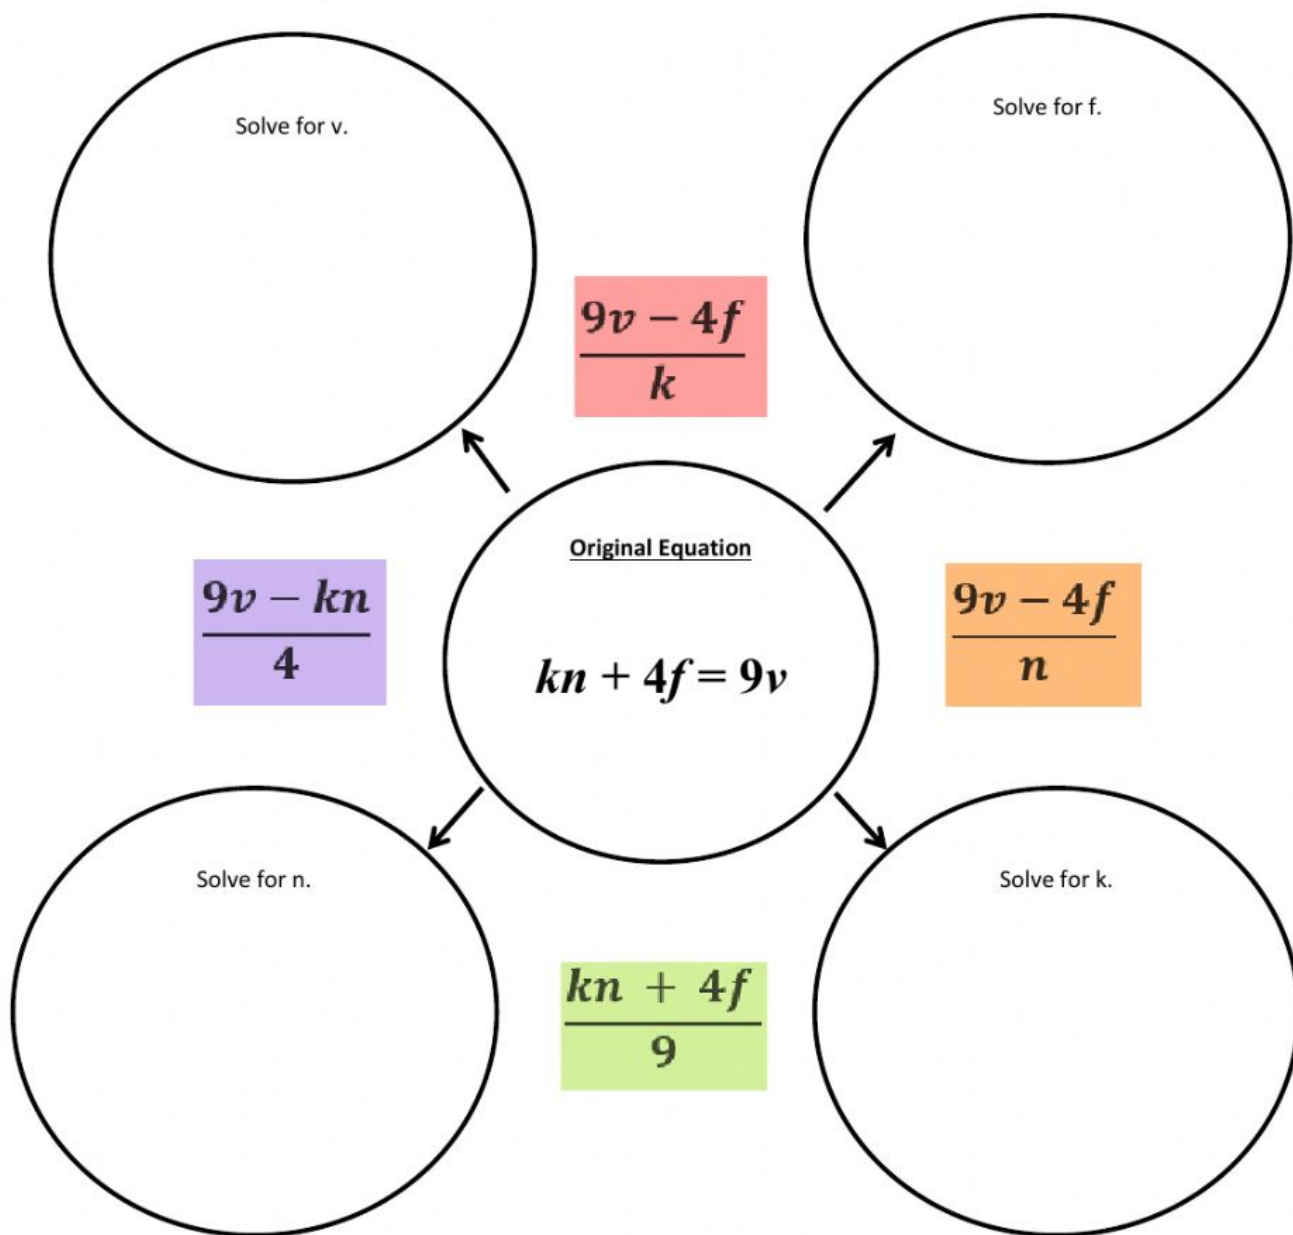 Solve for v.
Solve for f.
9v − 4f
k
Original Equation
9v − kn
4
kn + 4f = 9v
9v − 4f
n
Solve for n.
Solve for k.
kn + 4f
9